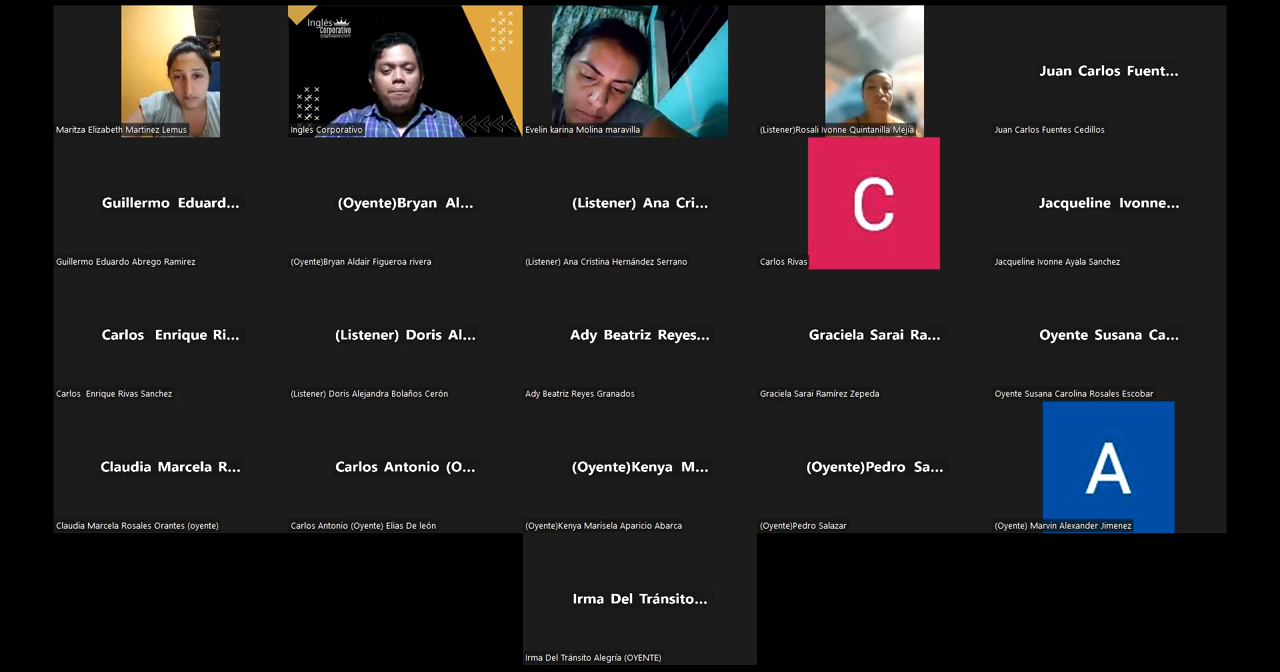 Inglés
Corporativo
Juan Carlos Fuent...
Maritza Elizabeth Martinez Lemus
Inglés Corporativo
Evelin karina Molina maravilla
(Listener)Rosali Ivonne Quintanilla Mejía
Juan Carlos Fuentes Cedillos
Guillermo Eduard...
(Oyente)Bryan Al...
(Listener) Ana Cri...
C
Jacqueline Ivonne...
Guillermo Eduardo Abrego Ramirez
(Oyente)Bryan Aldair Figueroa rivera
(Listener) Ana Cristina Hernández Serrano
Carlos Rivas
Jacqueline Ivonne Ayala Sanchez
Carlos Enrique Ri...
(Listener) Doris Al...
Ady Beatriz Reyes...
Graciela Sarai Ra...
Oyente Susana Ca...
Carlos Enrique Rivas Sanchez
(Listener) Doris Alejandra Bolaños Cerón
Ady Beatriz Reyes Granados
Graciela Sarai Ramírez Zepeda
Oyente Susana Carolina Rosales Escobar
Claudia Marcela R...
Carlos Antonio (O...
(Oyente)Kenya M...
(Oyente)Pedro Sa...
A
Claudia Marcela Rosales Orantes (oyente)
Carlos Antonio (Oyente) Elias De león
(Oyente)Kenya Marisela Aparicio Abarca
(Oyente)Pedro Salazar
(Oyente) Marvin Alexander Jimenez
Irma Del Tránsito...
Irma Del Tránsito Alegría (OYENTE)